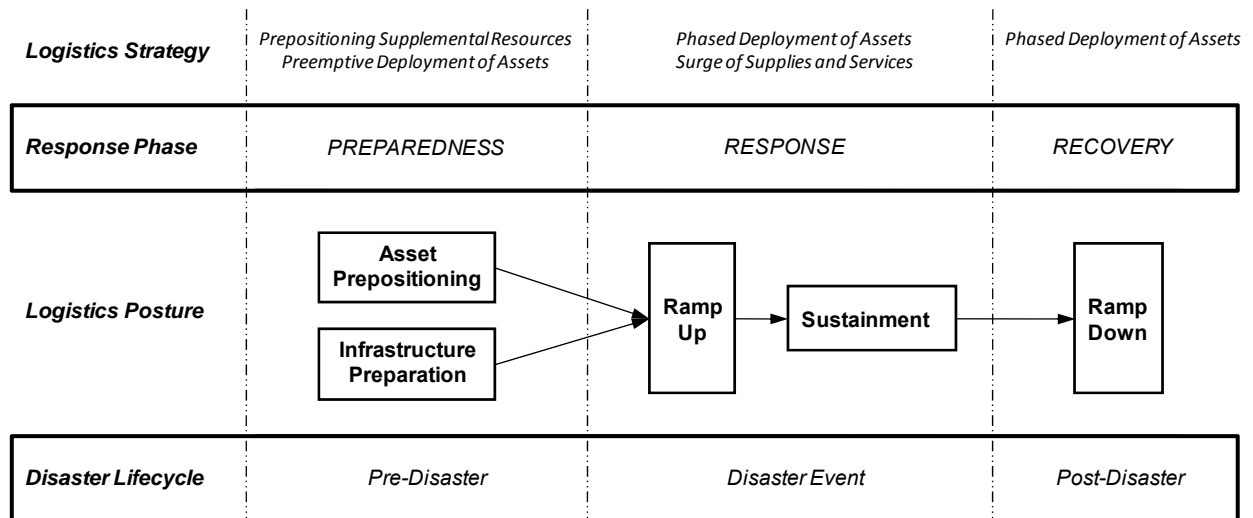 Logistics Strategy
Prepositioning Supplemental Resources
Preemptive Deployment of Assets
Phased Deployment of Assets
Surge of Supplies and Services
Phased Deployment of Assets
Response Phase
PREPAREDNESS
RESPONSE
RECOVERY
Logistics Posture
Asset
Prepositioning
Infrastructure
Preparation
Ramp
Up
Sustainment
Ramp
Down
Disaster Lifecycle
Pre-Disaster
Disaster Event
Post-Disaster